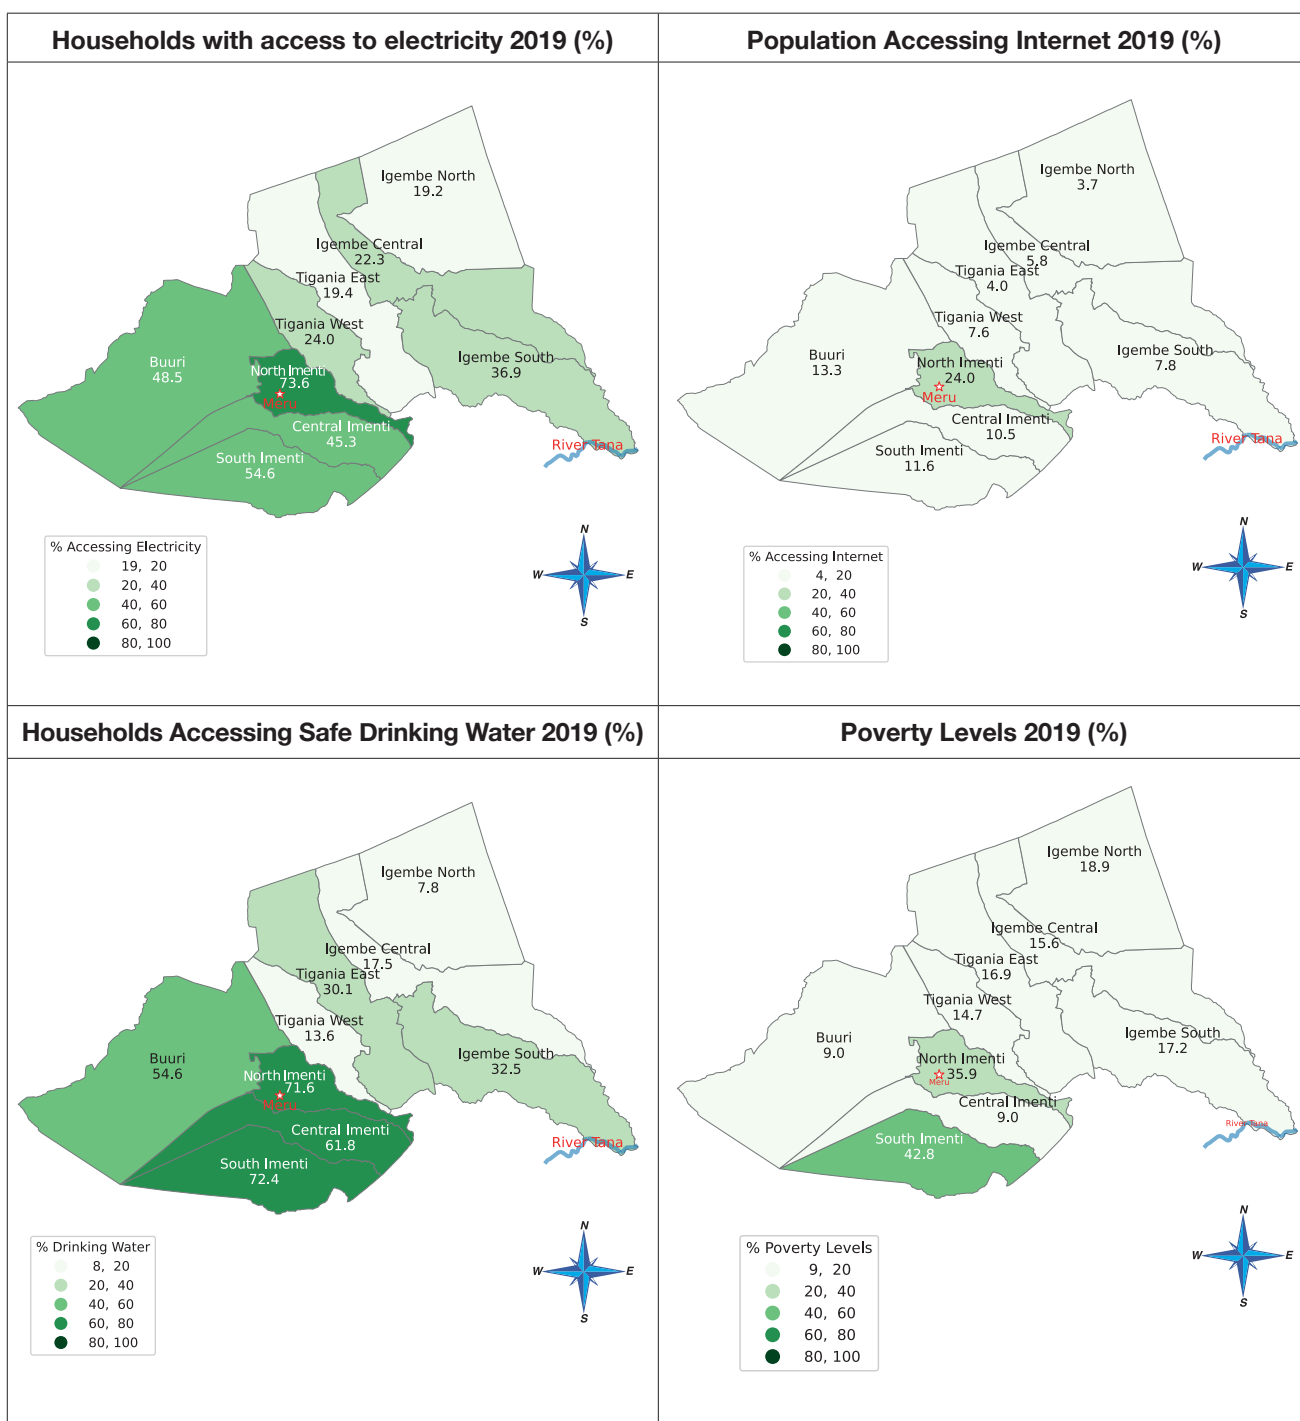 Households with access to electricity 2019 (%)
Igembe North
19.2
Igembe Central
22.3
Tigania East
19.4
Tigania West
24.0
Buuri
48.5
North Imenti
73.6
Meru
Igembe South
36.9
Central Imenti
45.3
South Imenti
54.6
River Tana
N
W
E
S
% Accessing Electricity
19, 20
20, 40
40, 60
60, 80
80, 100
Population Accessing Internet 2019 (%)
Igembe North
3.7
Igembe Central
5.8
Tigania East
4.0
Tigania West
7.6
Buuri
13.3
North Imenti
24.0
Meru
Igembe South
7.8
Central Imenti
10.5
South Imenti
11.6
River Tana
N
W
E
S
% Accessing Internet
4, 20
20, 40
40, 60
60, 80
80, 100
Households Accessing Safe Drinking Water 2019 (%)
Igembe North
7.8
Igembe Central
17.5
Tigania East
30.1
Tigania West
13.6
Buuri
54.6
North Imenti
71.6
Meru
Igembe South
32.5
Central Imenti
61.8
South Imenti
72.4
River Tana
N
W
E
S
% Drinking Water
8, 20
20, 40
40, 60
60, 80
80, 100
Poverty Levels 2019 (%)
Igembe North
18.9
Igembe Central
15.6
Tigania East
16.9
Tigania West
14.7
Buuri
9.0
North Imenti
35.9
Meru
Igembe South
17.2
Central Imenti
9.0
South Imenti
42.8
River Tana
N
W
E
S
% Poverty Levels
9, 20
20, 40
40, 60
60, 80
80, 100